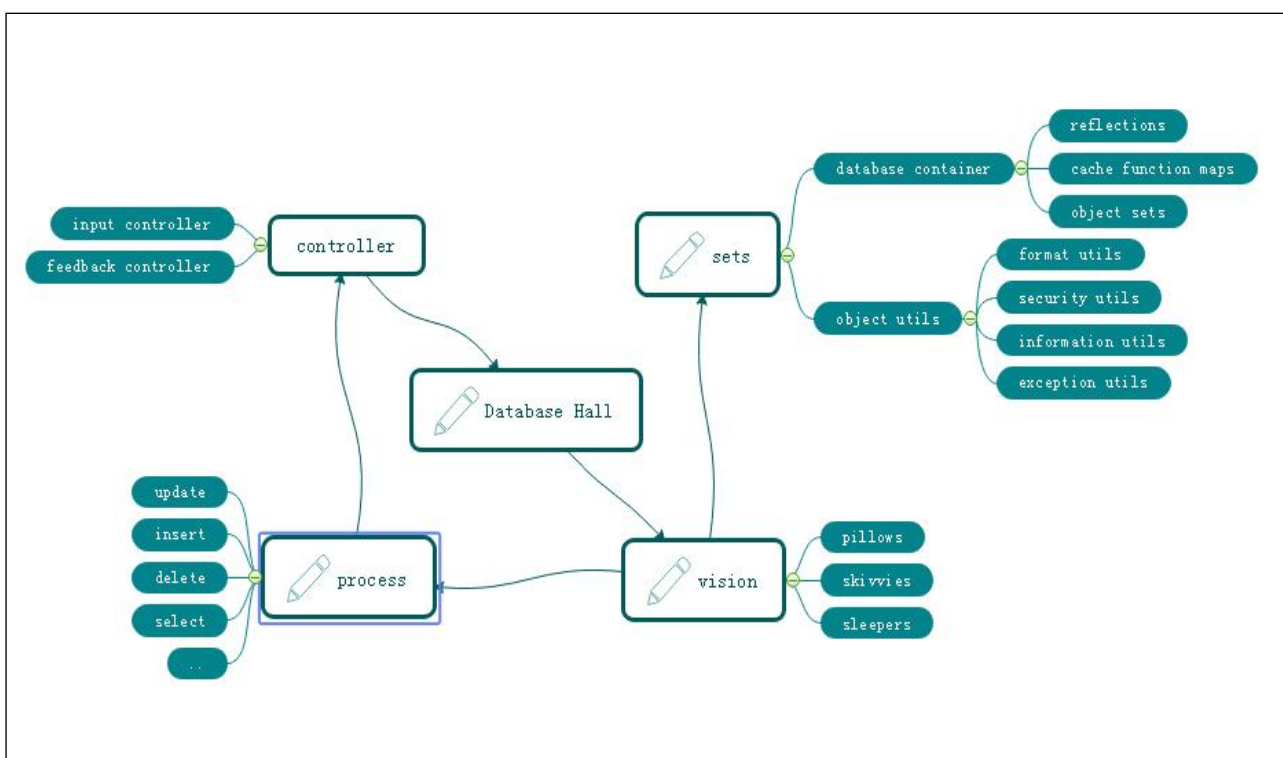 reflections
database container
cache function maps
object sets
input controller
controller
feedback controller
sets
format utils
security utils
object utils
information utils
exception utils
Database Hall
update
insert
process
delete
select
..
vision
pillows
skivvies
sleepers